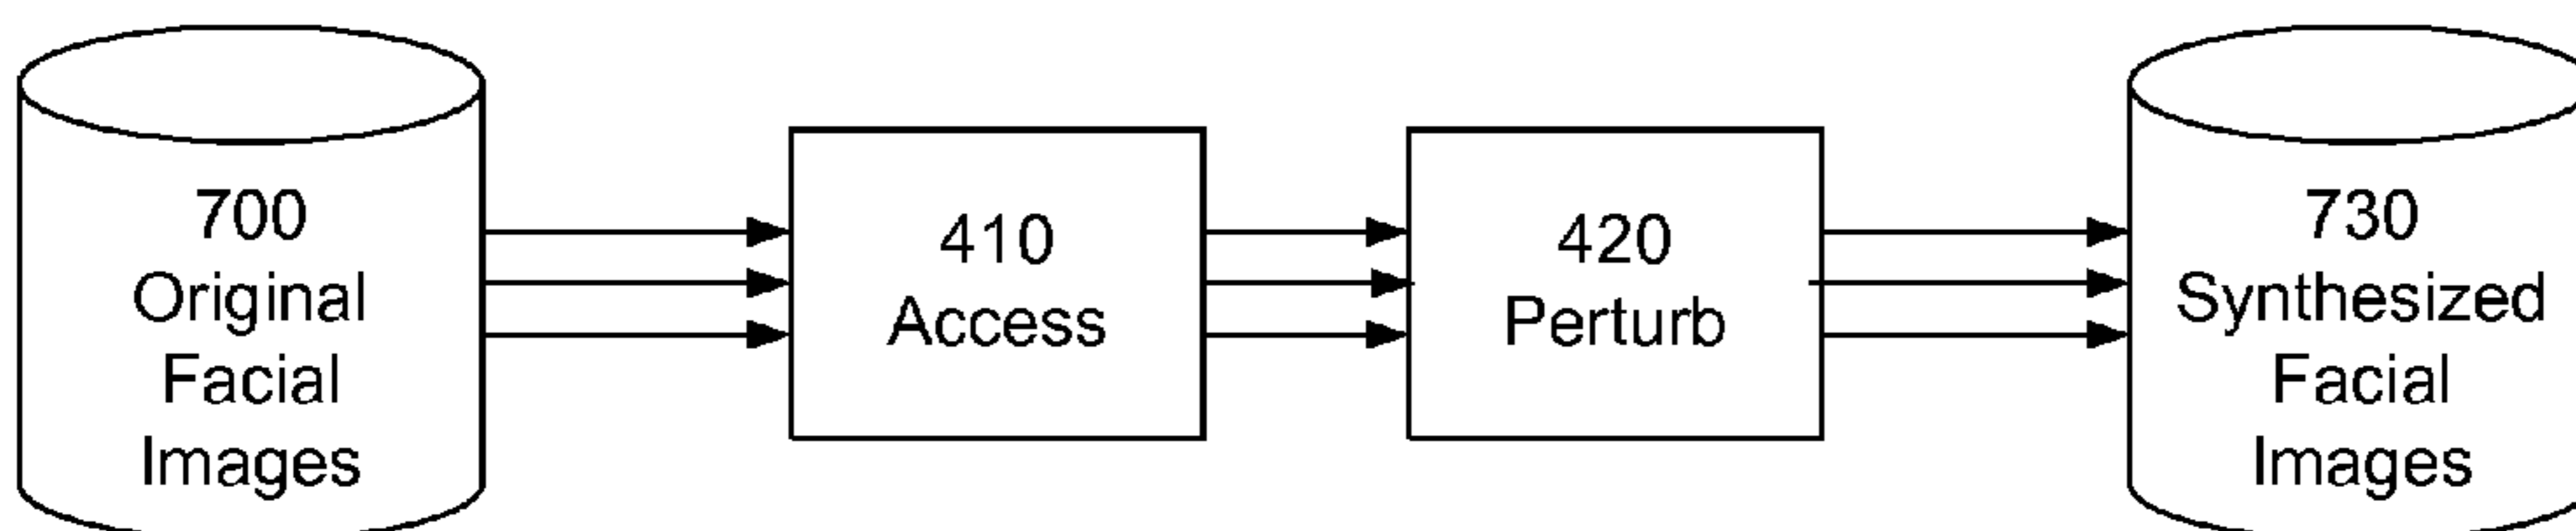 700
Original
Facial
Images
410
Access
420
Perturb
730
Synthesized
Facial
Images